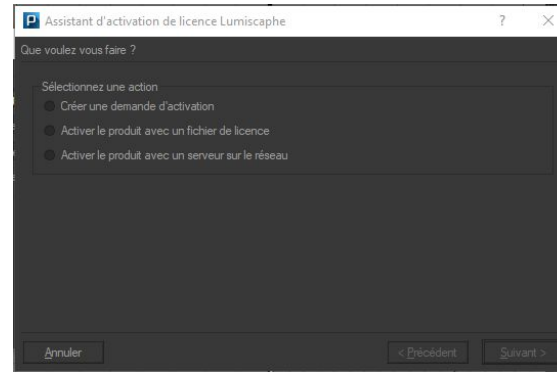 P Assistant d'activation de licence Lumiscaphe ? ×
Que voulez vous faire ?
Sélectionnez une action
Créer une demande d'activation
Activer le produit avec un fichier de licence
Activer le produit avec un serveur sur le réseau
Annuler < Précédent Suivant >